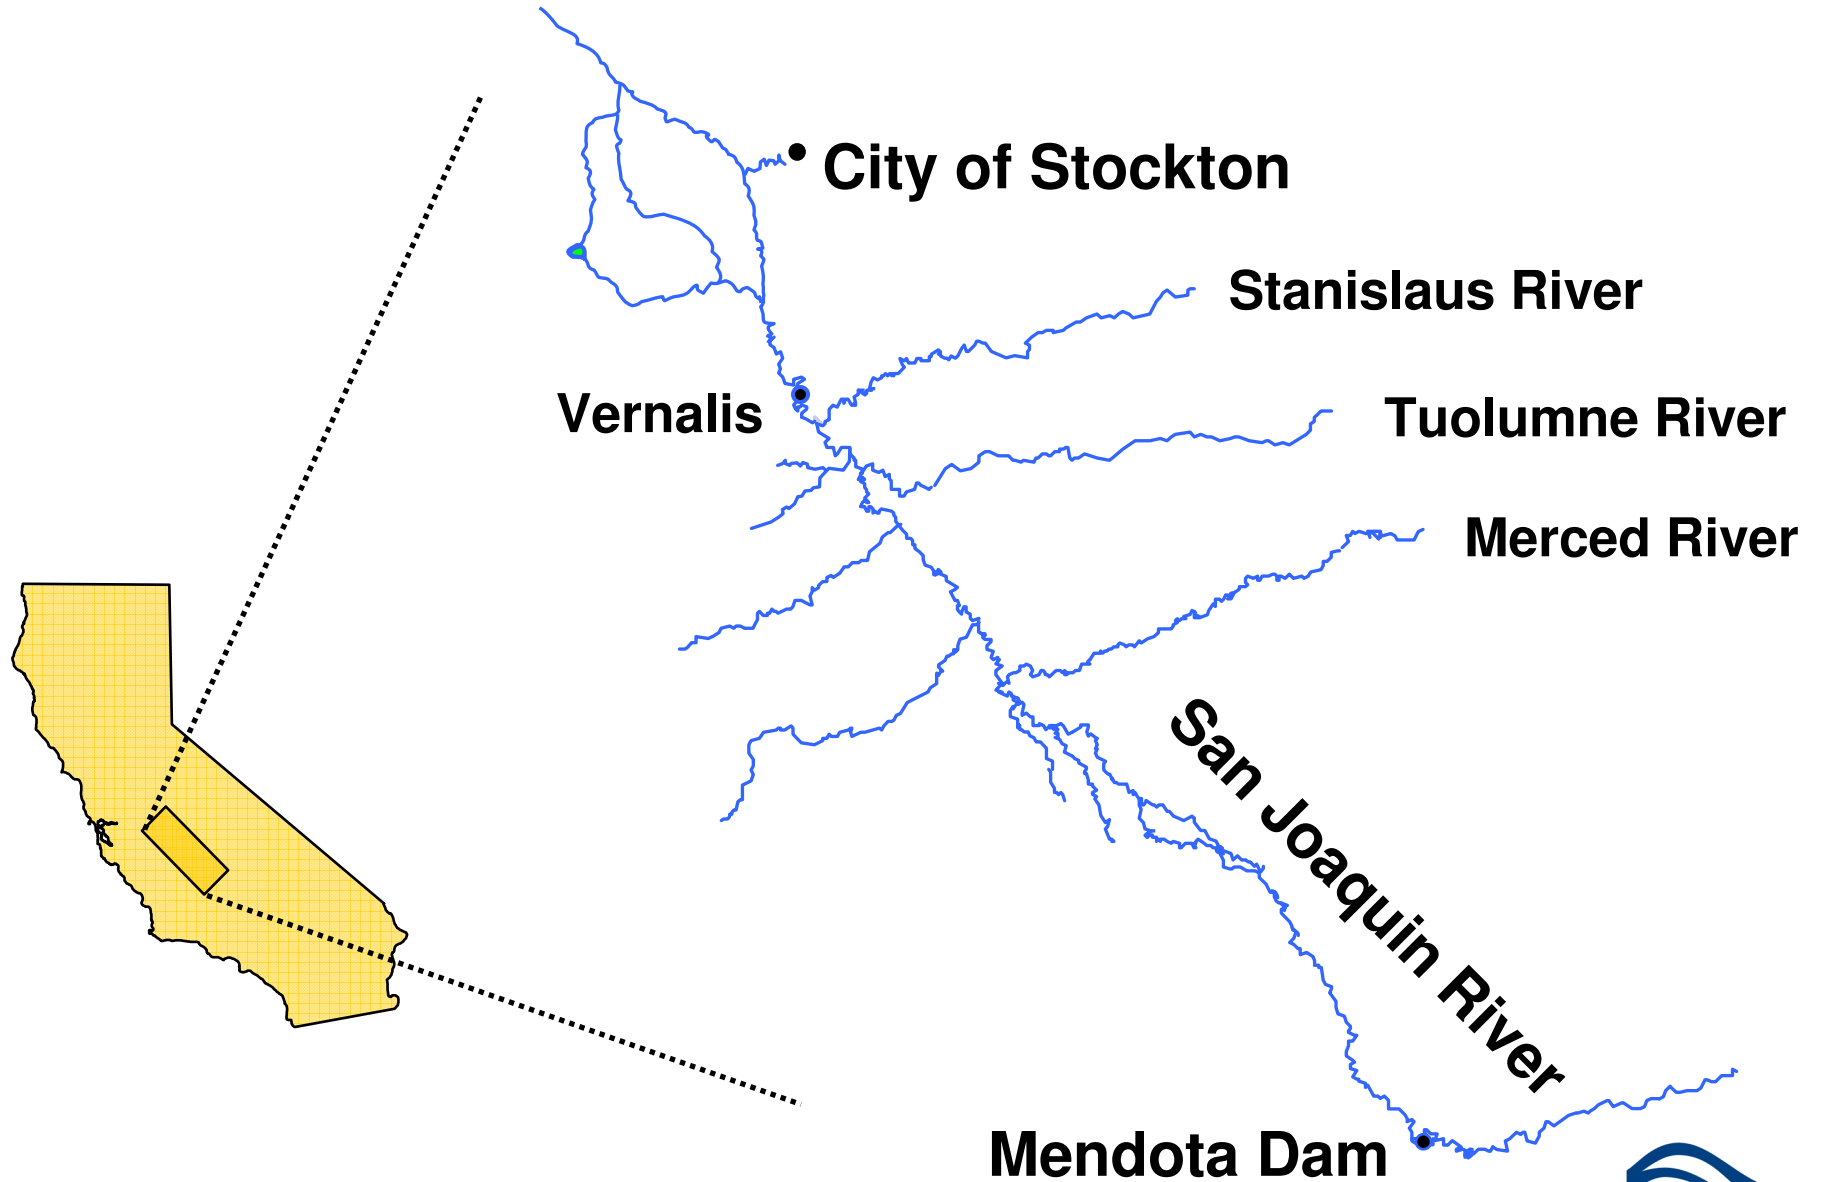 City of Stockton
Stanislaus River
Vernalis
Tuolumne River
Merced River
San Joaquin River
Mendota Dam